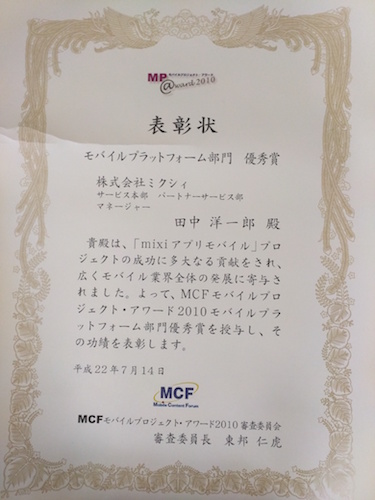 MP
@ward2010
表彰状
モバイルプラットフォーム部門　優秀賞
株式会社ミクシィ
サービス本部　パートナーサービス部
マネージャー
田中 洋一郎 殿
貴殿は、「mixiアプリモバイル」プロ
ジェクトの成功に多大なる貢献をされ、
広くモバイル業界全体の発展に寄与さ
れました。よって、MCFモバイルプロ
ジェクト・アワード2010モバイルプラ
ットフォーム部門優秀賞を授与し、そ
の功績を表彰します。
平成22年7月14日
MCF
Mobile Content Forum
MCFモバイルプロジェクト・アワード2010審査委員会
審査委員長　東邦 仁虎